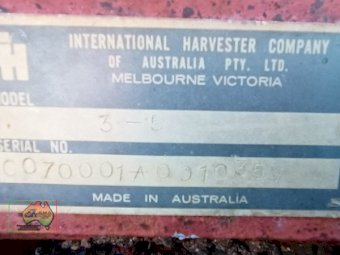 IH
INTERNATIONAL HARVESTER COMPANY
OF AUSTRALIA PTY. LTD.
MELBOURNE VICTORIA
MODEL
SERIAL NO.
MADE IN AUSTRALIA